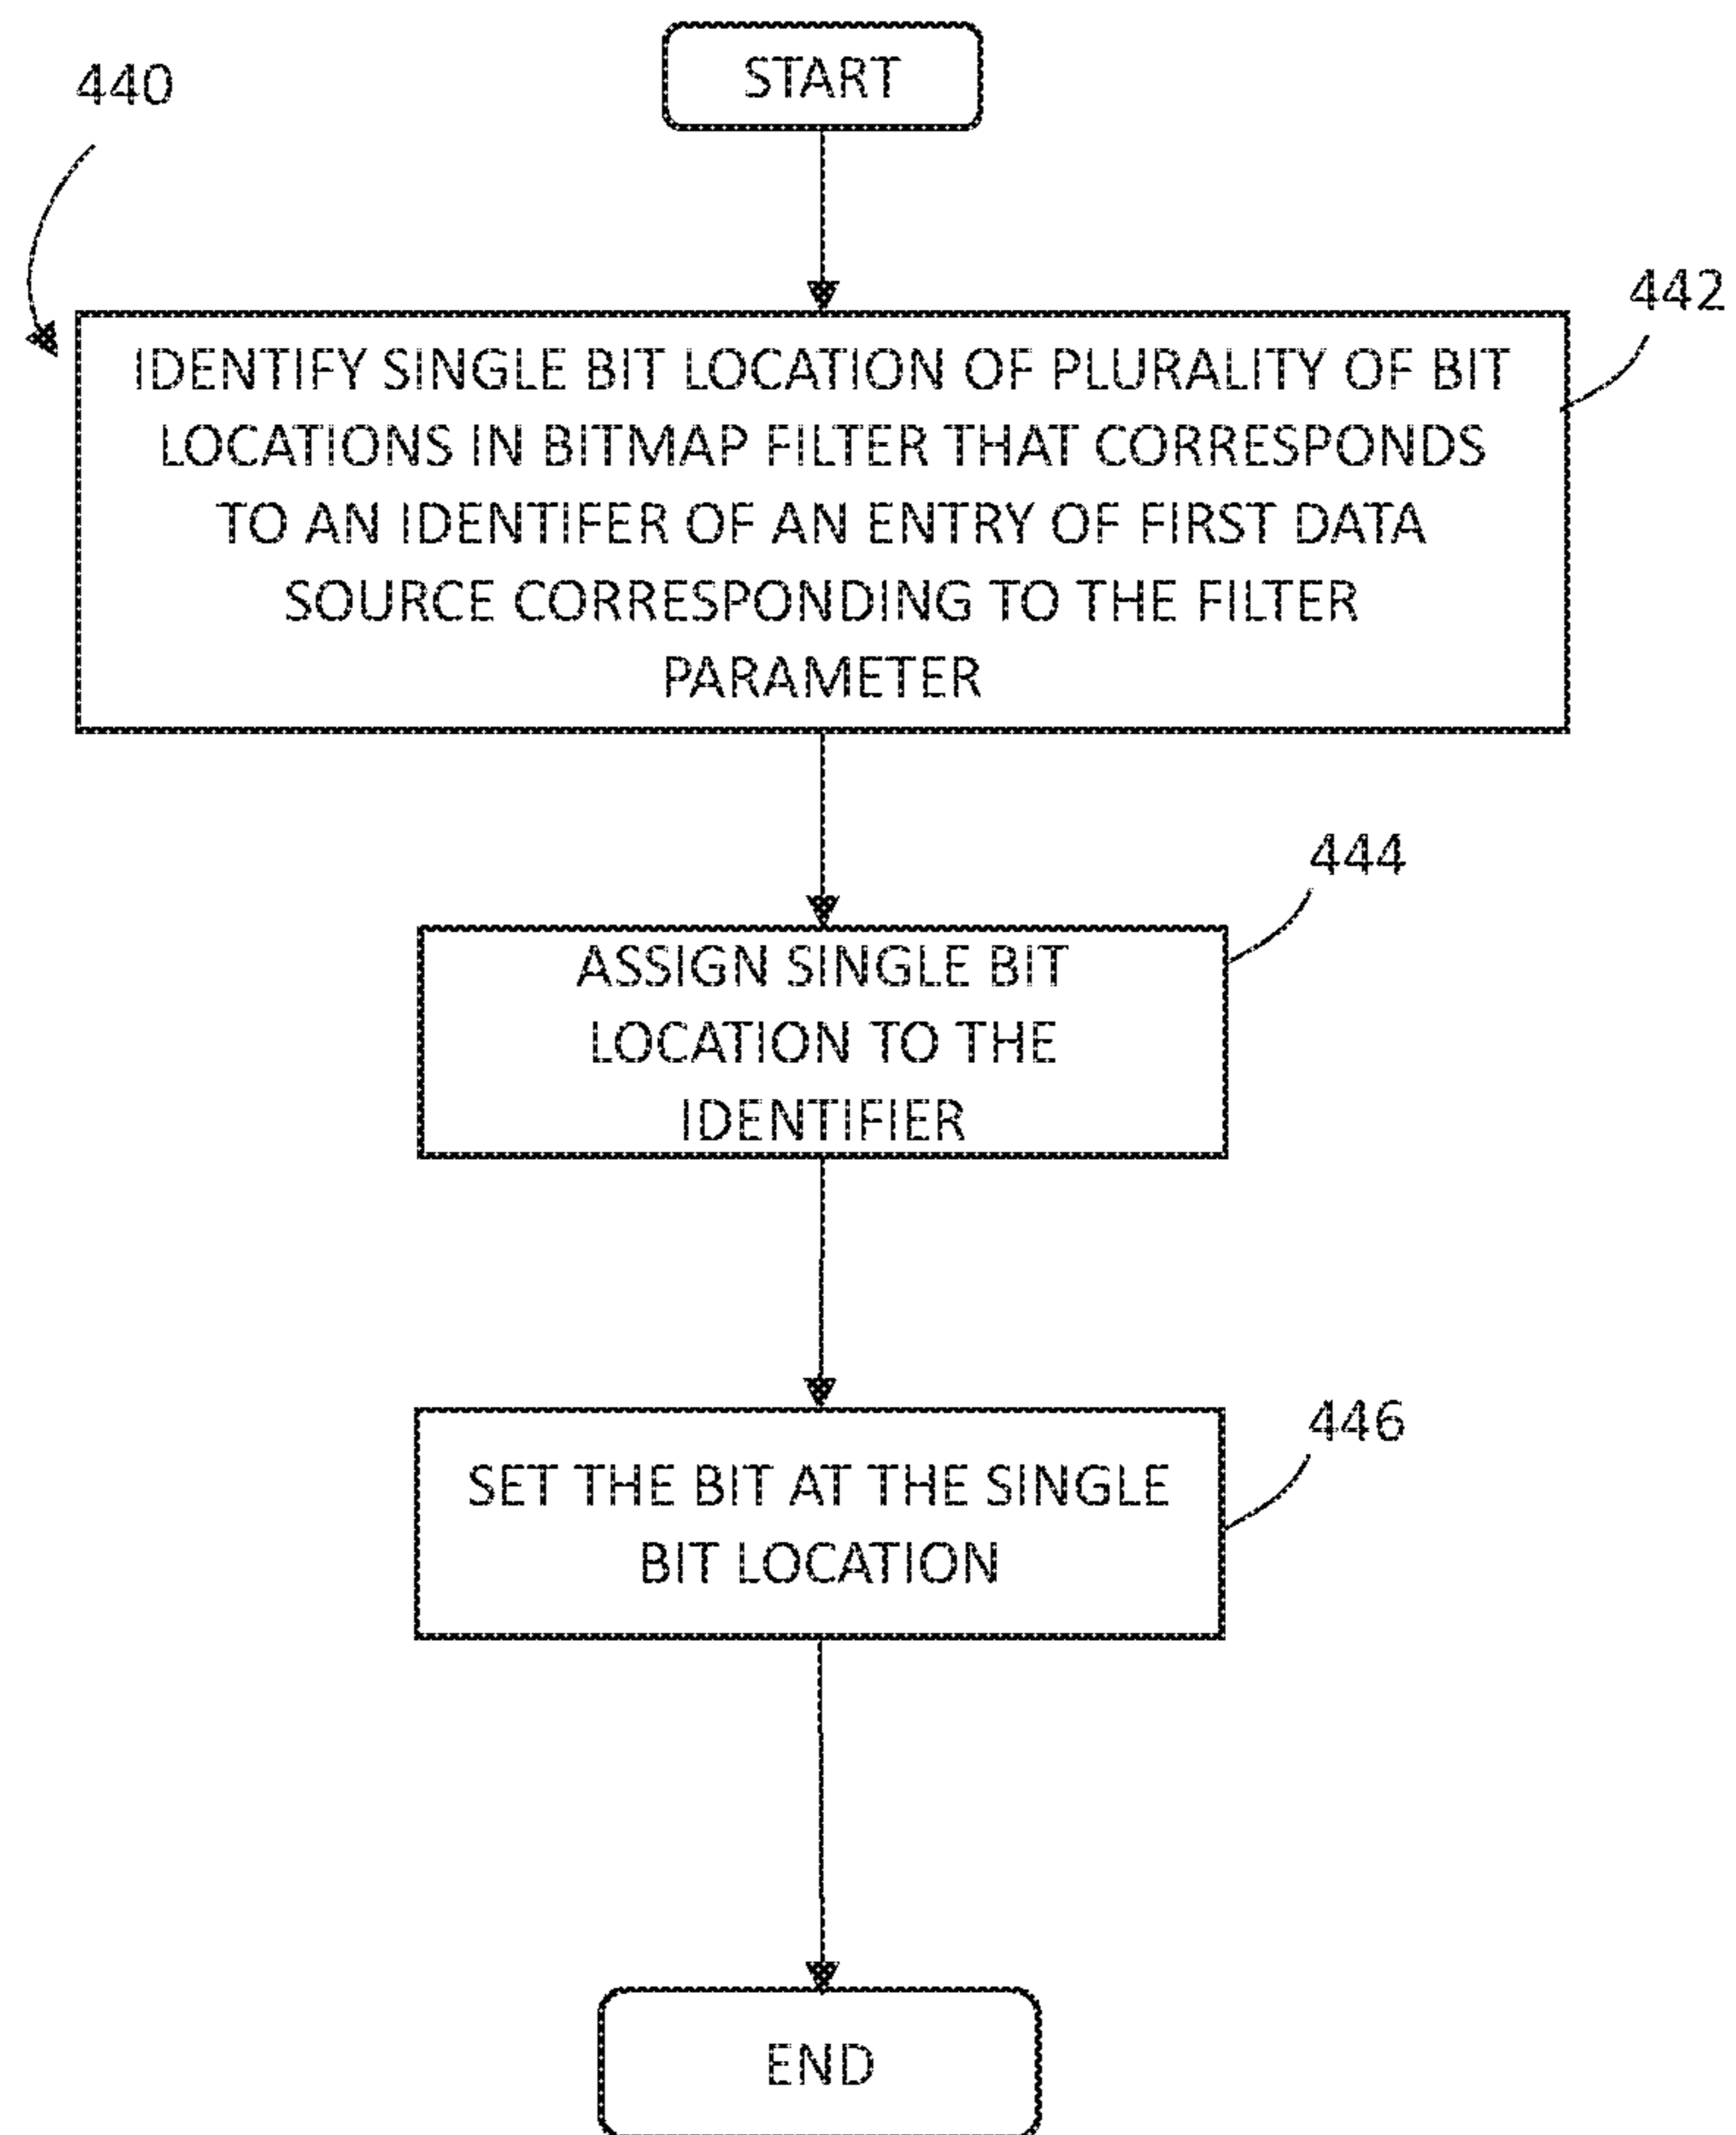 START
440
442
IDENTIFY SINGLE BIT LOCATION OF PLURALITY OF BIT
LOCATIONS IN BITMAP FILTER THAT CORRESPONDS
TO AN IDENTIFER OF AN ENTRY OF FIRST DATA
SOURCE CORRESPONDING TO THE FILTER
PARAMETER
444
ASSIGN SINGLE BIT
LOCATION TO THE
IDENTIFIER
446
SET THE BIT AT THE SINGLE
BIT LOCATION
END